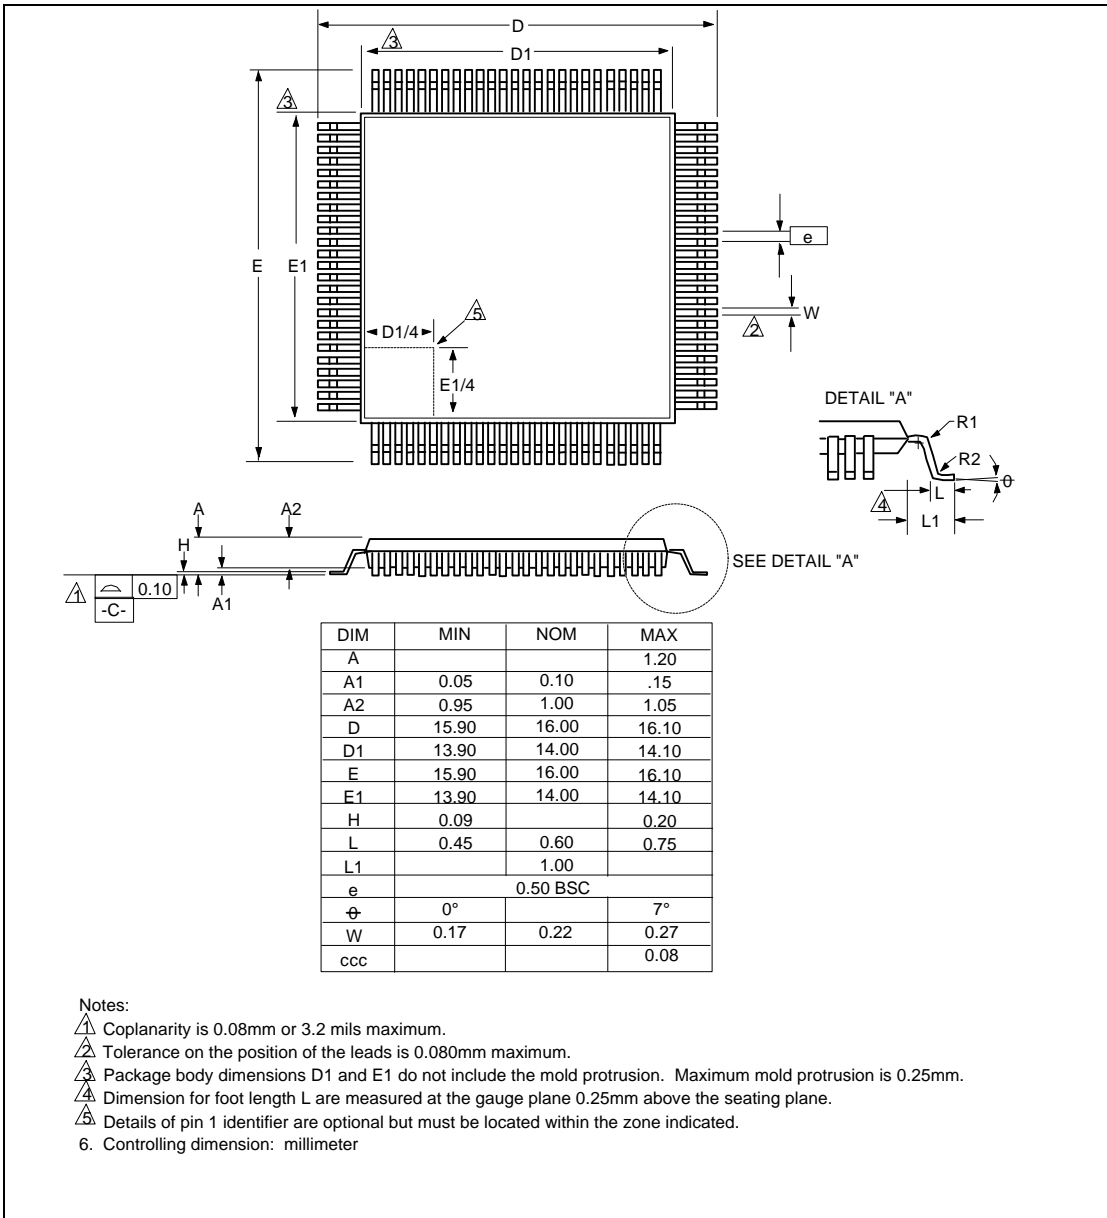 D
3
D1
3
E
E1
e
W
2
5
D1/4
E1/4
DETAIL "A"
R1
R2
θ
4
L
L1
A
A2
H
SEE DETAIL "A"
1
0.10
A1
-C-
DIM MIN NOM MAX
A 1.20
A1 0.05 0.10 .15
A2 0.95 1.00 1.05
D 15.90 16.00 16.10
D1 13.90 14.00 14.10
E 15.90 16.00 16.10
E1 13.90 14.00 14.10
H 0.09 0.20
L 0.45 0.60 0.75
L1 1.00
e 0.50 BSC
θ 0° 7°
W 0.17 0.22 0.27
ccc 0.08
Notes:
1 Coplanarity is 0.08mm or 3.2 mils maximum.
2 Tolerance on the position of the leads is 0.080mm maximum.
3 Package body dimensions D1 and E1 do not include the mold protrusion. Maximum mold protrusion is 0.25mm.
4 Dimension for foot length L are measured at the gauge plane 0.25mm above the seating plane.
5 Details of pin 1 identifier are optional but must be located within the zone indicated.
6. Controlling dimension: millimeter